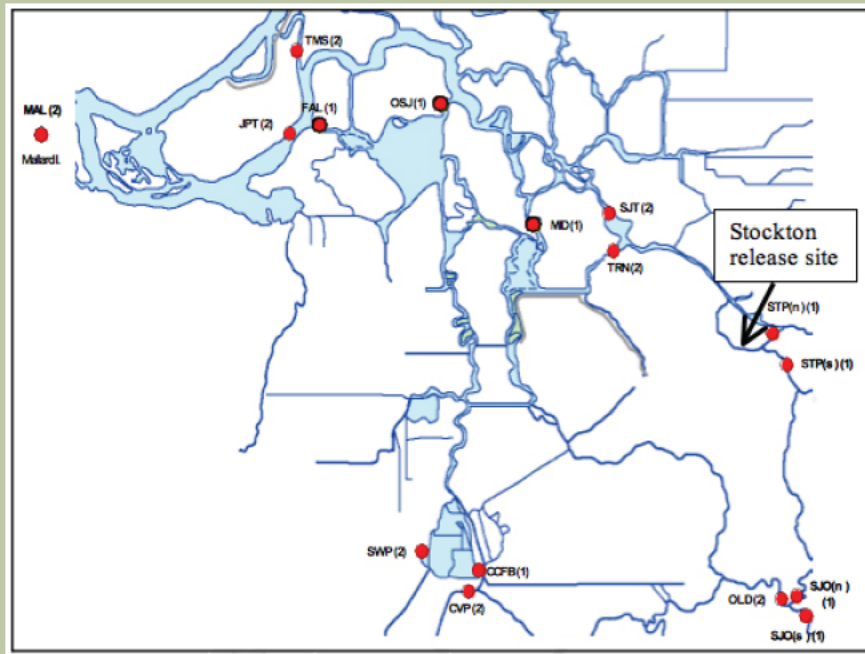 TMS(2)
MAL(2)
FAL(1)
OSJ(1)
JPT(2)
Mallard I.
SJT(2)
MID(1)
Stockton
release site
TRN(2)
STP(n)(1)
STP(s)(1)
SWP(2)
CCFB(1)
CVP(2)
OLD(2)
SJO(n)
(1)
SJO(s)(1)